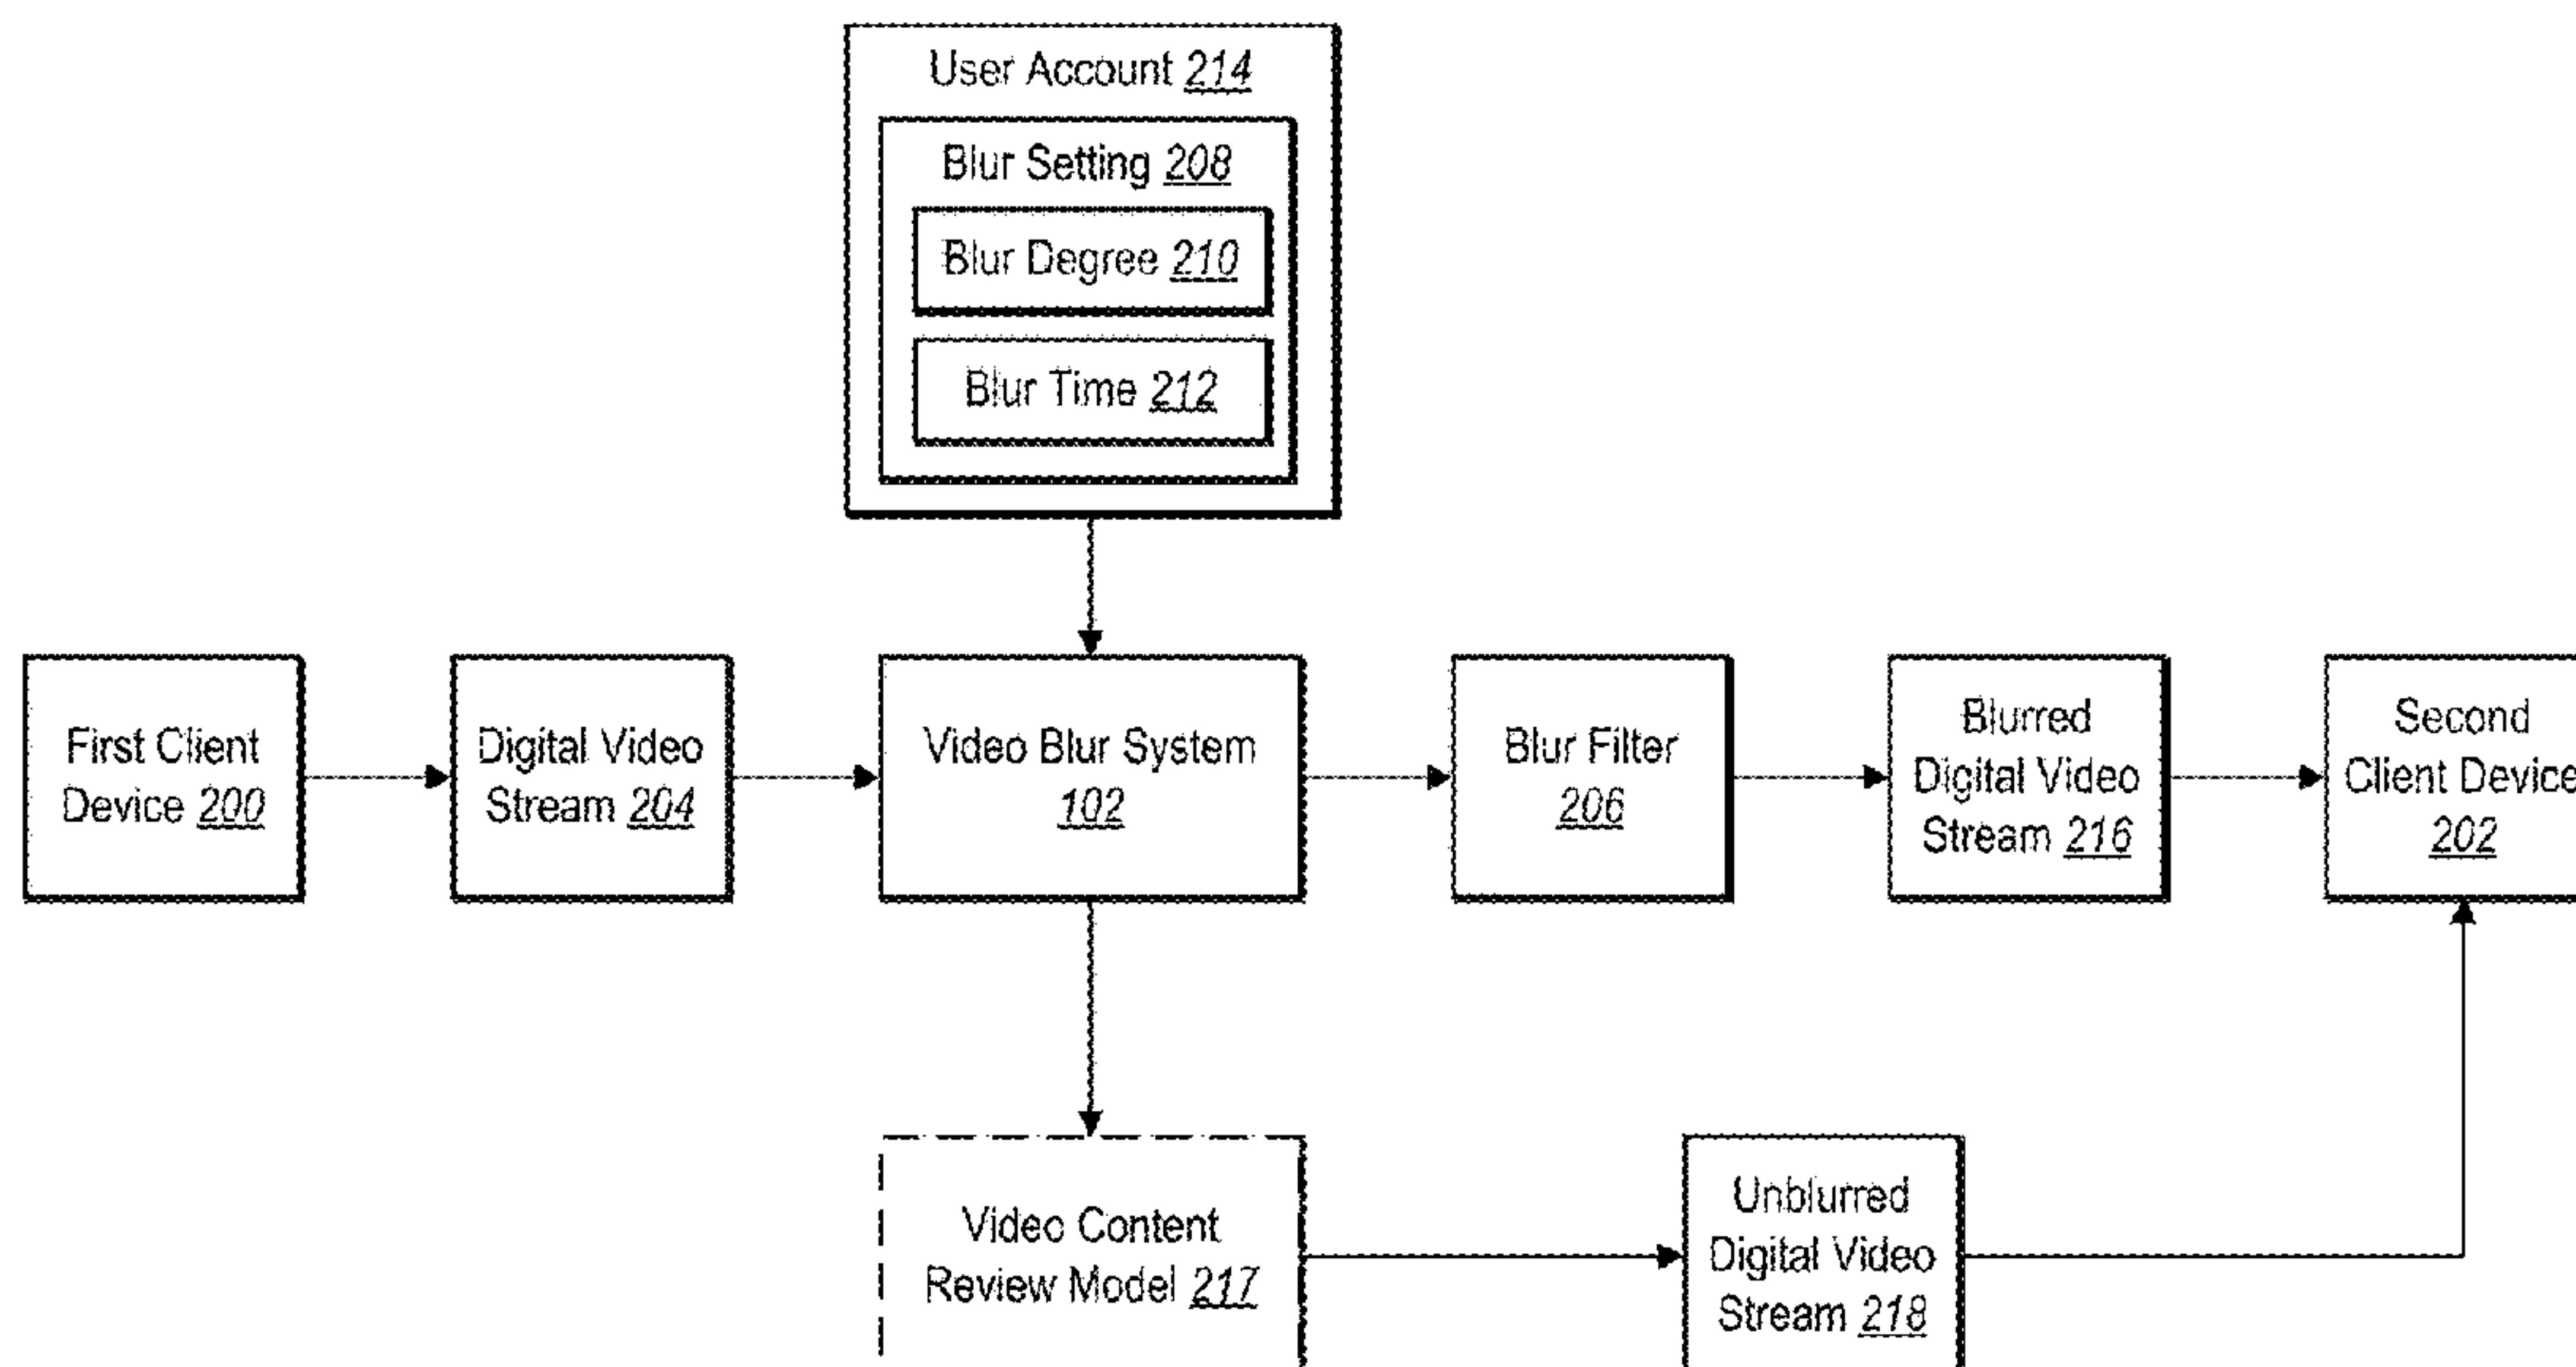 User Account 214
Blur Setting 208
Blur Degree 210
Blur Time 212
First Client
Device 200
Digital Video
Stream 204
Video Blur System
102
Blur Filter
206
Blurred
Digital Video
Stream 216
Second
Client Device
202
Video Content
Review Model 217
Unblurred
Digital Video
Stream 218